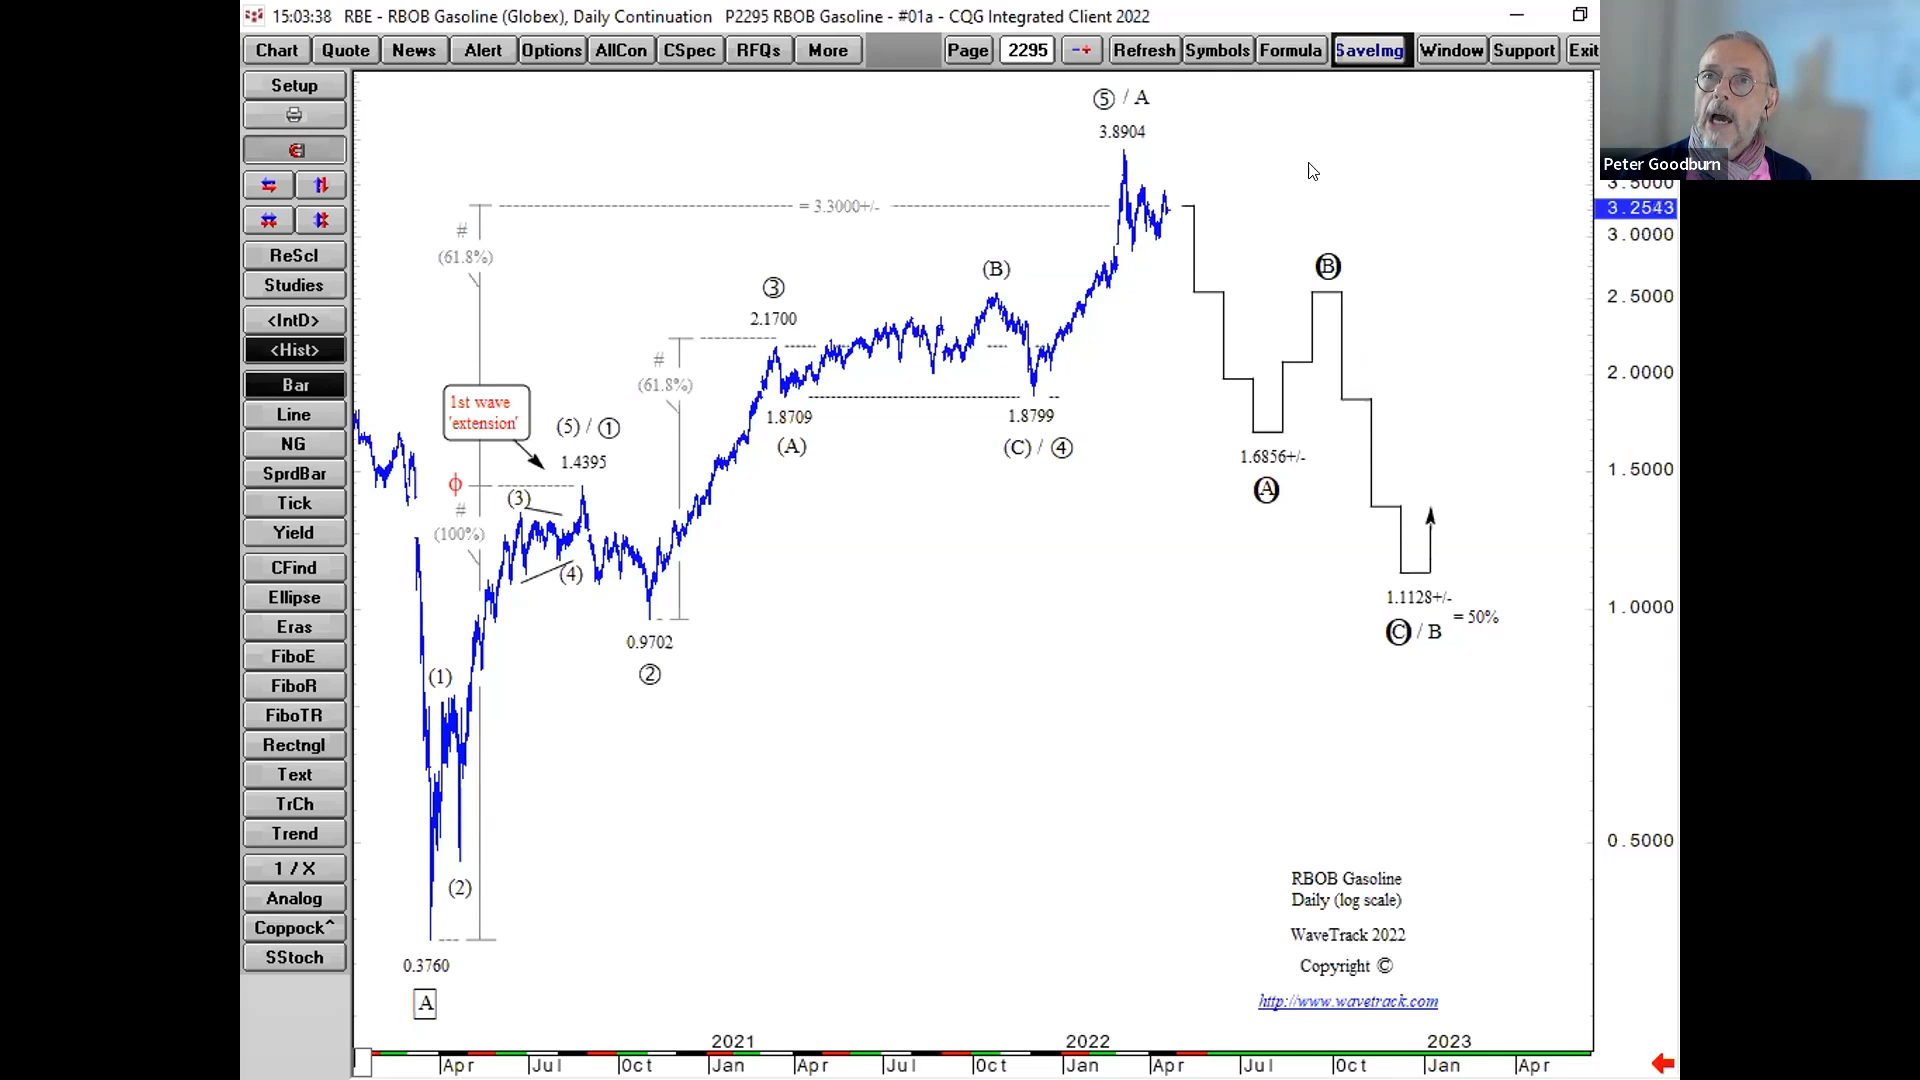 15:03:38 RBE - RBOB Gasoline (Globex), Daily Continuation P2295 RBOB Gasoline - #01a - CQG Integrated Client 2022
Chart Quote News Alert Options AllCon CSpec RFQs More Page 2295 -+ Refresh Symbols Formula SaveImg Window Support Exit
Setup
ReScl
Studies
<IntD>
<Hist>
Bar
Line
NG
SprdBar
Tick
Yield
CFind
Ellipse
Eras
FiboE
FiboR
FiboTR
Rectngl
Text
TrCh
Trend
1 / X
Analog
Coppock^
SStoch
Peter Goodburn
⑤ / A
3.8904
= 3.3000+/-
#
(61.8%)
(B)
③
2.1700
#
(61.8%)
1st wave
'extension'
(5) / ①
1.4395
ϕ
(3)
#
(100%)
(4)
1.8709
(A)
1.8799
(C) / ④
0.9702
②
(1)
(2)
0.3760
A
Ⓑ
1.6856+/-
Ⓐ
1.1128+/-
= 50%
Ⓒ / B
3.5000
3.2543
3.0000
2.5000
2.0000
1.5000
1.0000
0.5000
RBOB Gasoline
Daily (log scale)
WaveTrack 2022
Copyright ©
http://www.wavetrack.com
2021 2022 2023
Apr Jul Oct Jan Apr Jul Oct Jan Apr Jul Oct Jan Apr